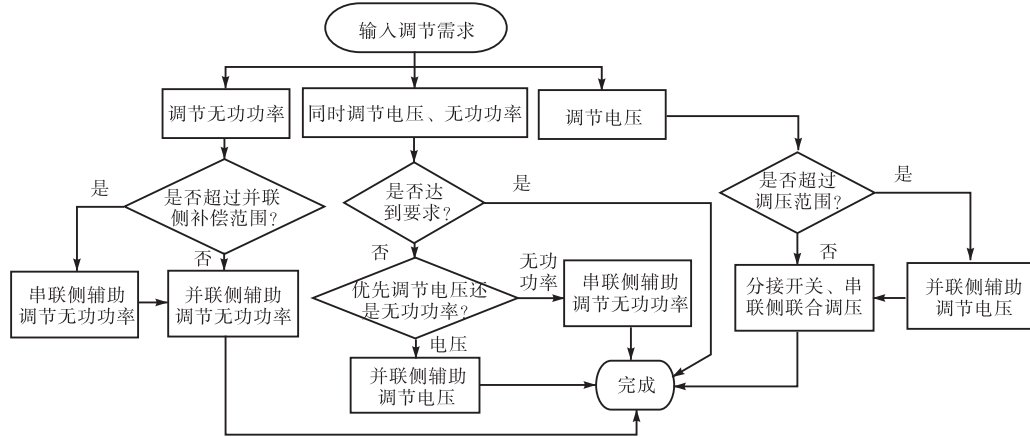 输入调节需求
调节无功功率
同时调节电压、无功功率
调节电压
是
是否超过并联
侧补偿范围?
否
串联侧辅助
调节无功功率
并联侧辅助
调节无功功率
是否达
到要求?
是
否
优先调节电压还
是无功功率?
无功
功率
串联侧辅助
调节无功功率
电压
并联侧辅助
调节电压
是否超过
调压范围?
是
否
分接开关、串
联侧联合调压
并联侧辅助
调节电压
完成